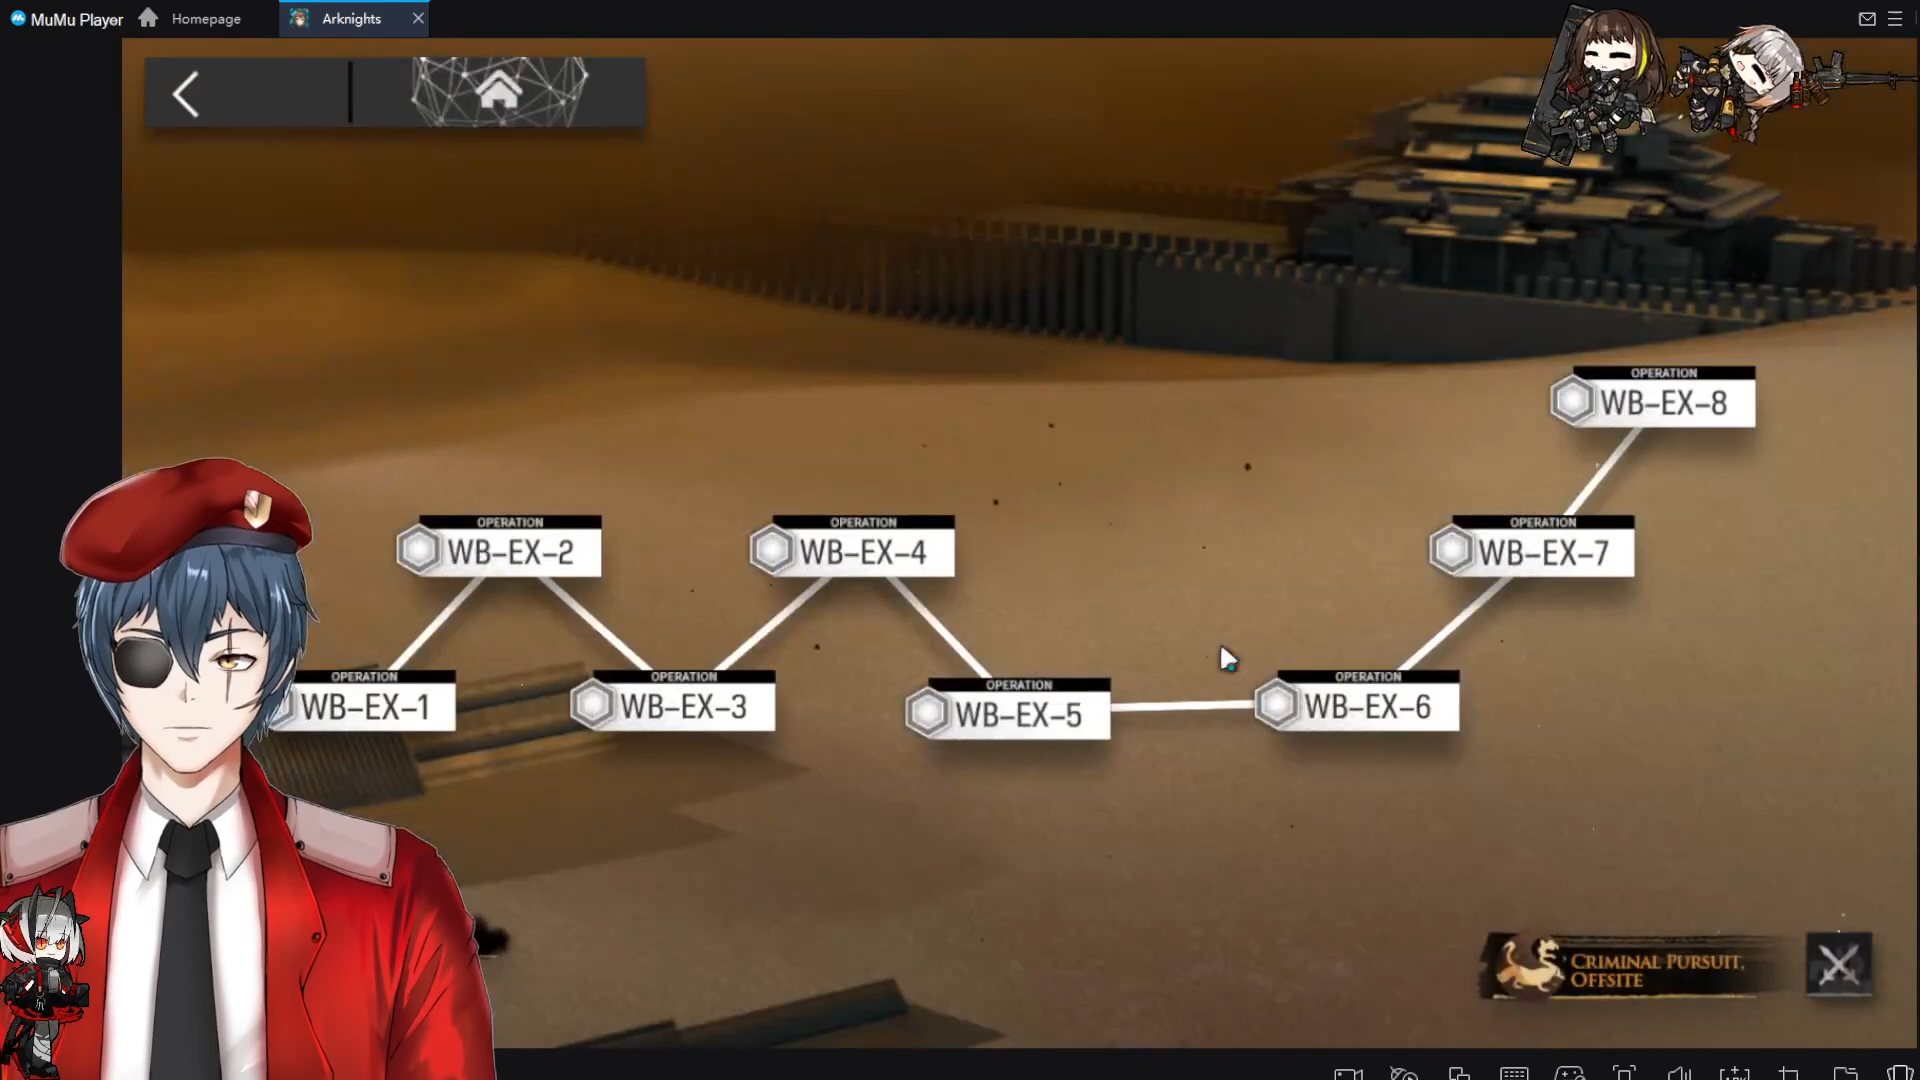 MuMu Player
Homepage
Arknights
OPERATION
WB-EX-8
OPERATION
WB-EX-2
OPERATION
WB-EX-4
OPERATION
WB-EX-7
OPERATION
WB-EX-1
OPERATION
WB-EX-3
OPERATION
WB-EX-5
OPERATION
WB-EX-6
CRIMINAL PURSUIT,
OFFSITE